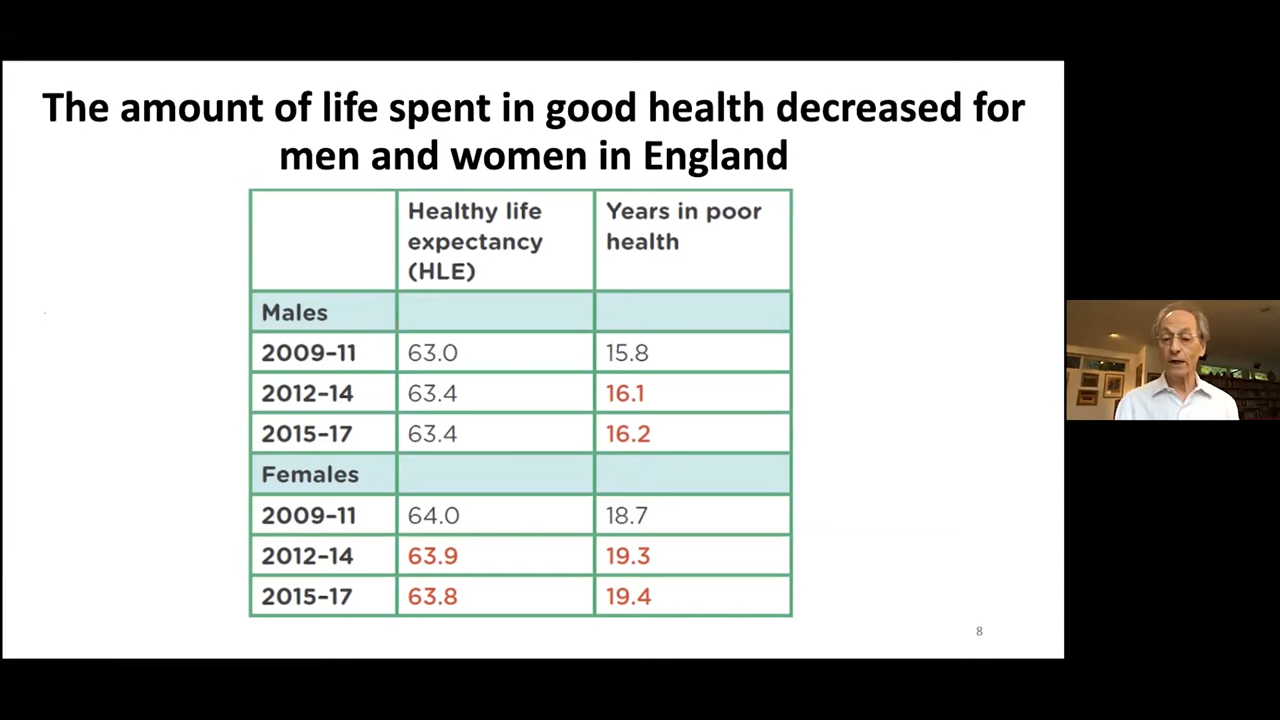 The amount of life spent in good health decreased for
men and women in England
Healthy life
expectancy
(HLE)
Years in poor
health
Males
2009–11 63.0 15.8
2012–14 63.4 16.1
2015–17 63.4 16.2
Females
2009–11 64.0 18.7
2012–14 63.9 19.3
2015–17 63.8 19.4
8